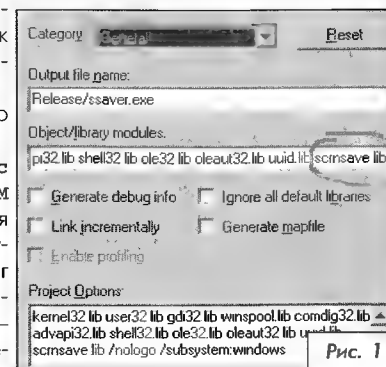 к
-
о
с
м
я
-
г
-
-
Category General
Reset
Output file name:
Release/ssaver.exe
Object/library modules.
pi32.lib shell32 lib ole32 lib oleaut32.lib uuid.lib scrnsave lib
Generate debug info
Ignore all default libraries
Link incrementally
Generate mapfile
Enable profiling
Project Options:
kernel32 lib user32 lib gdi32 lib winspool.lib comdlg32.lib
advapi32.lib shell32.lib ole32.lib oleaut32 lib uuid.lib
scrnsave lib /nologo /subsystem:windows
Рис. 1